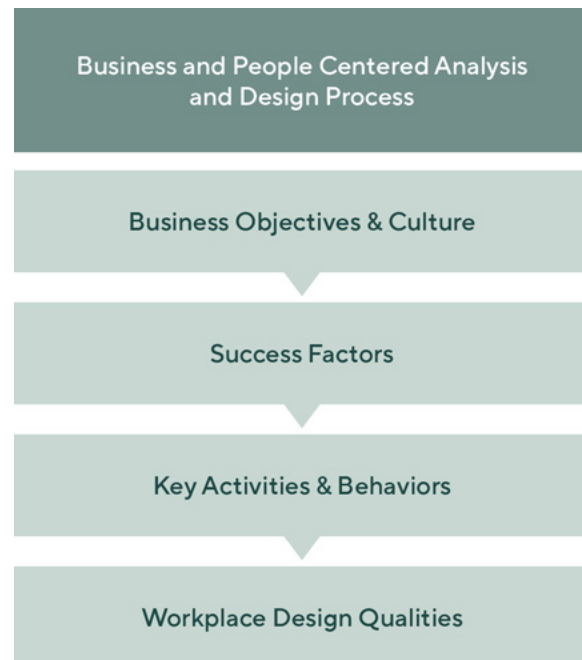 Business and People Centered Analysis
and Design Process
Business Objectives & Culture
Success Factors
Key Activities & Behaviors
Workplace Design Qualities